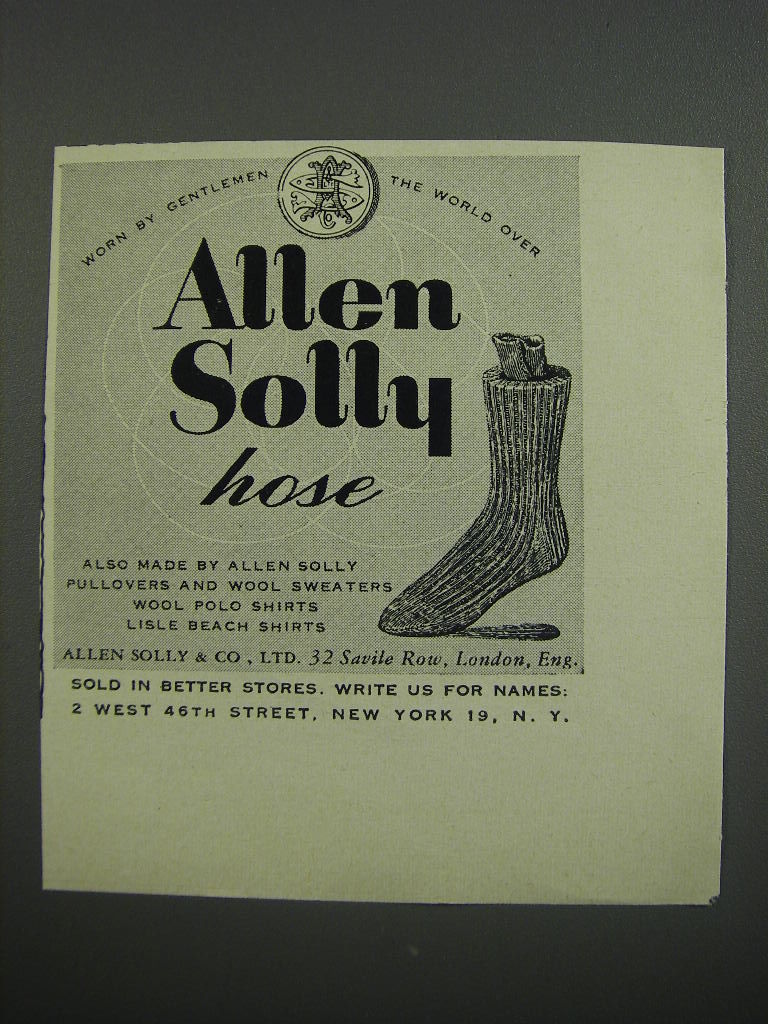 WORN BY GENTLEMEN THE WORLD OVER
Allen
Solly
hose
ALSO MADE BY ALLEN SOLLY
PULLOVERS AND WOOL SWEATERS
WOOL POLO SHIRTS
LISLE BEACH SHIRTS
ALLEN SOLLY & CO, LTD. 32 Savile Row, London, Eng.
SOLD IN BETTER STORES. WRITE US FOR NAMES:
2 WEST 46TH STREET, NEW YORK 19, N. Y.